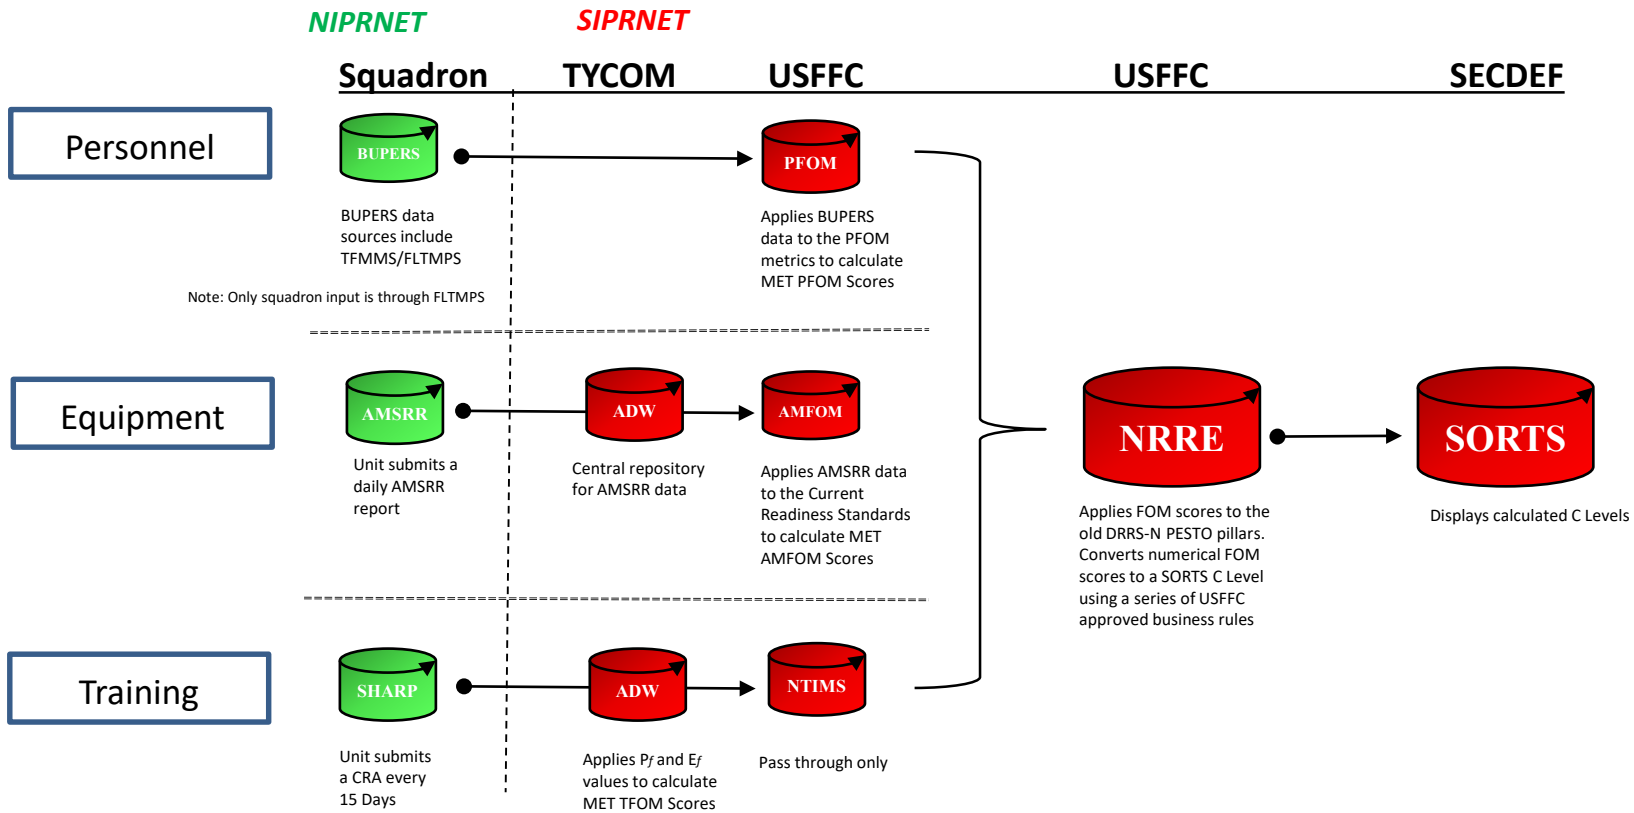 NIPRNET SIPRNET
Squadron TYCOM USFFC USFFC SECDEF
Personnel
BUPERS
PFOM
BUPERS data
sources include
TFMMS/FLTMPS
Applies BUPERS
data to the PFOM
metrics to calculate
MET PFOM Scores
Note: Only squadron input is through FLTMPS
Equipment
AMSRR
ADW
AMFOM
NRRE
SORTS
Unit submits a
daily AMSRR
report
Central repository
for AMSRR data
Applies AMSRR data
to the Current
Readiness Standards
to calculate MET
AMFOM Scores
Applies FOM scores to the
old DRRS-N PESTO pillars.
Converts numerical FOM
scores to a SORTS C Level
using a series of USFFC
approved business rules
Displays calculated C Levels
Training
SHARP
ADW
NTIMS
Unit submits
a CRA every
15 Days
Applies Pf and Ef
values to calculate
MET TFOM Scores
Pass through only